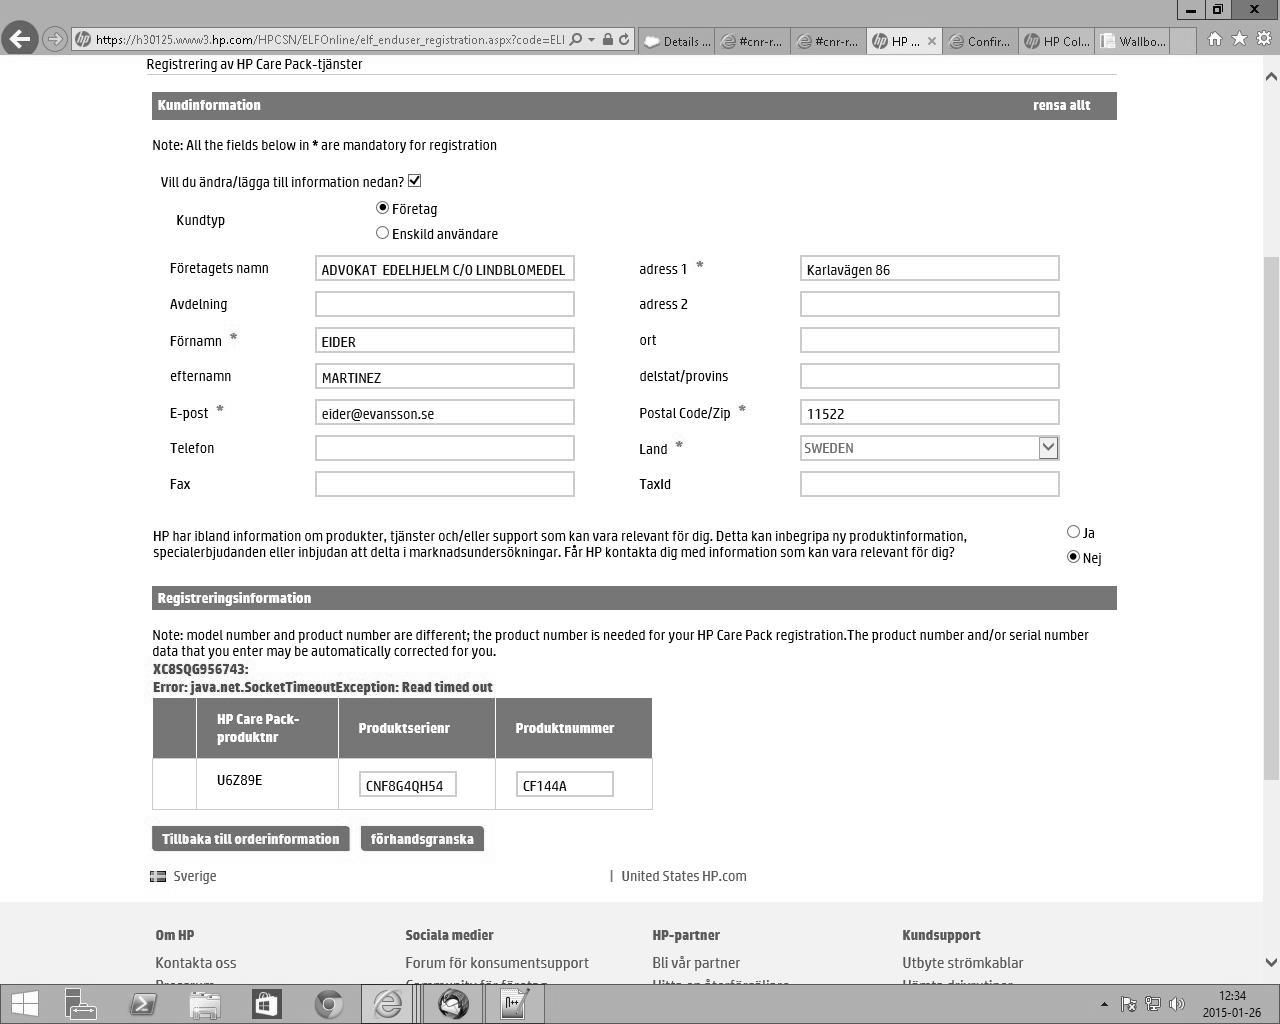 https://h30125.www3.hp.com/HPCSN/ELFOnline/elf_enduser_registration.aspx?code=ELI
Details ...
#cnr-r...
#cnr-r...
HP ...
Confir...
HP Col...
Wallbo...
Registrering av HP Care Pack-tjänster
Kundinformation rensa allt
Note: All the fields below in * are mandatory for registration
Vill du ändra/lägga till information nedan?
Kundtyp
Företag
Enskild användare
Företagets namn ADVOKAT EDELHJELM C/O LINDBLOMEDEL adress 1 * Karlavägen 86
Avdelning adress 2
Förnamn * EIDER ort
efternamn MARTINEZ delstat/provins
E-post * eider@evansson.se Postal Code/Zip * 11522
Telefon Land * SWEDEN
Fax TaxId
HP har ibland information om produkter, tjänster och/eller support som kan vara relevant för dig. Detta kan inbegripa ny produktinformation,
specialerbjudanden eller inbjudan att delta i marknadsundersökningar. Får HP kontakta dig med information som kan vara relevant för dig?
Ja
Nej
Registreringsinformation
Note: model number and product number are different; the product number is needed for your HP Care Pack registration.The product number and/or serial number
data that you enter may be automatically corrected for you.
XC8SQG956743:
Error: java.net.SocketTimeoutException: Read timed out
HP Care Pack-
produktnr
Produktserienr
Produktnummer
U6Z89E CNF8G4QH54 CF144A
Tillbaka till orderinformation förhandsgranska
Sverige | United States HP.com
Om HP Sociala medier HP-partner Kundsupport
Kontakta oss Forum för konsumentsupport Bli vår partner Utbyte strömkablar
12:34
2015-01-26